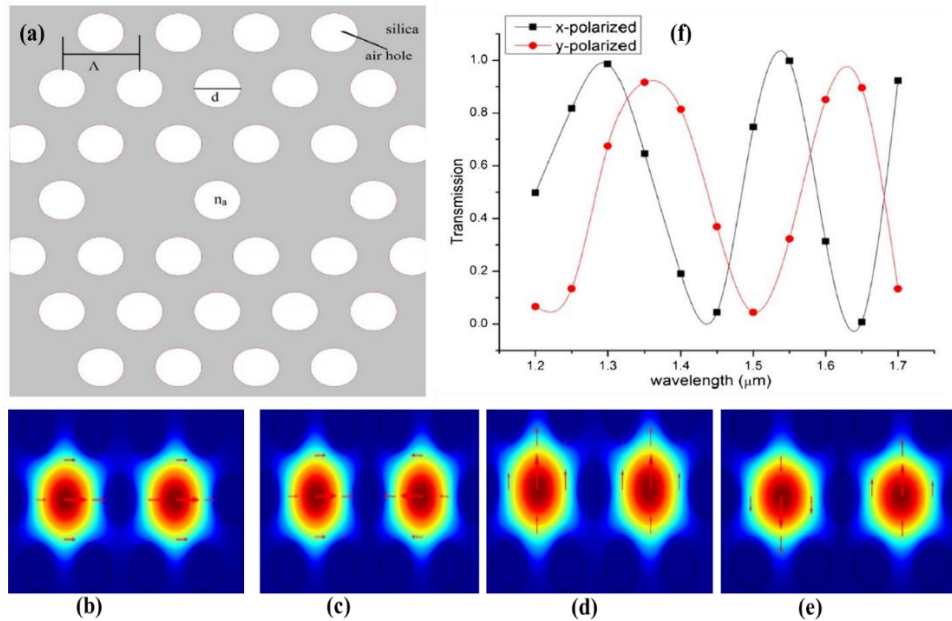 (a)
silica
air hole
Λ
d
nₐ
x-polarized
y-polarized
(f)
Transmission
1.0
0.8
0.6
0.4
0.2
0.0
1.2 1.3 1.4 1.5 1.6 1.7
wavelength (μm)
(b) (c) (d) (e)